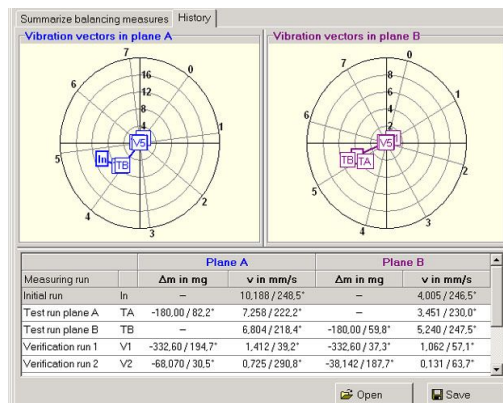 Summarize balancing measures History
Vibration vectors in plane A
7
0
16
12
8
4
6
1
5
2
4
3
V5
In
TB
Vibration vectors in plane B
7
0
8
6
4
2
6
1
5
2
4
3
V5
TB
TA
Plane A Plane B
Measuring run Δm in mg v in mm/s Δm in mg v in mm/s
Initial run In – 10,188 / 248,5° – 4,005 / 246,5°
Test run plane A TA -180,00 / 82,2° 7,258 / 222,2° – 3,451 / 230,0°
Test run plane B TB – 6,804 / 218,4° -180,00 / 59,8° 5,240 / 247,5°
Verification run 1 V1 -332,60 / 194,7° 1,412 / 39,2° -332,60 / 37,3° 1,062 / 57,1°
Verification run 2 V2 -68,070 / 30,5° 0,725 / 290,8° -38,142 / 187,7° 0,131 / 63,7°
Open Save